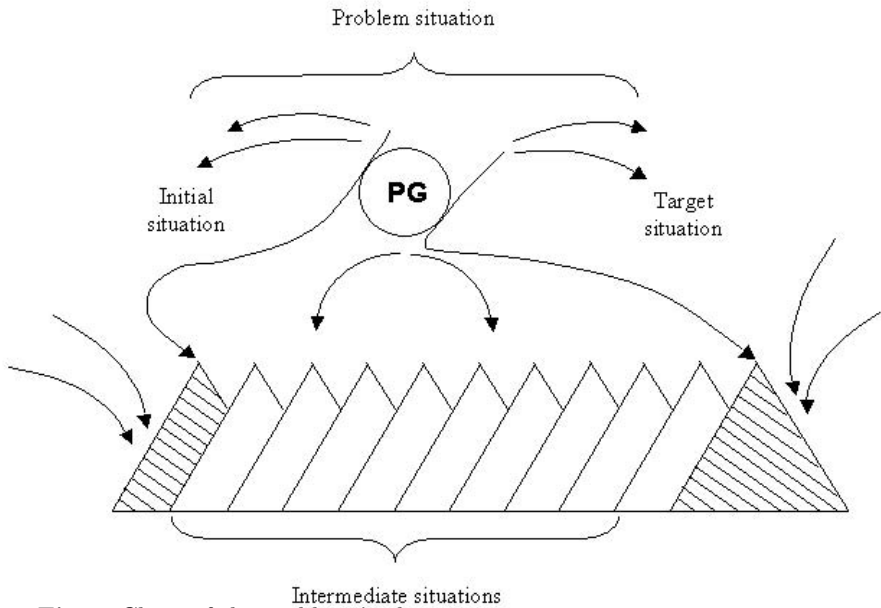 Problem situation
PG
Initial
situation
Target
situation
Intermediate situations